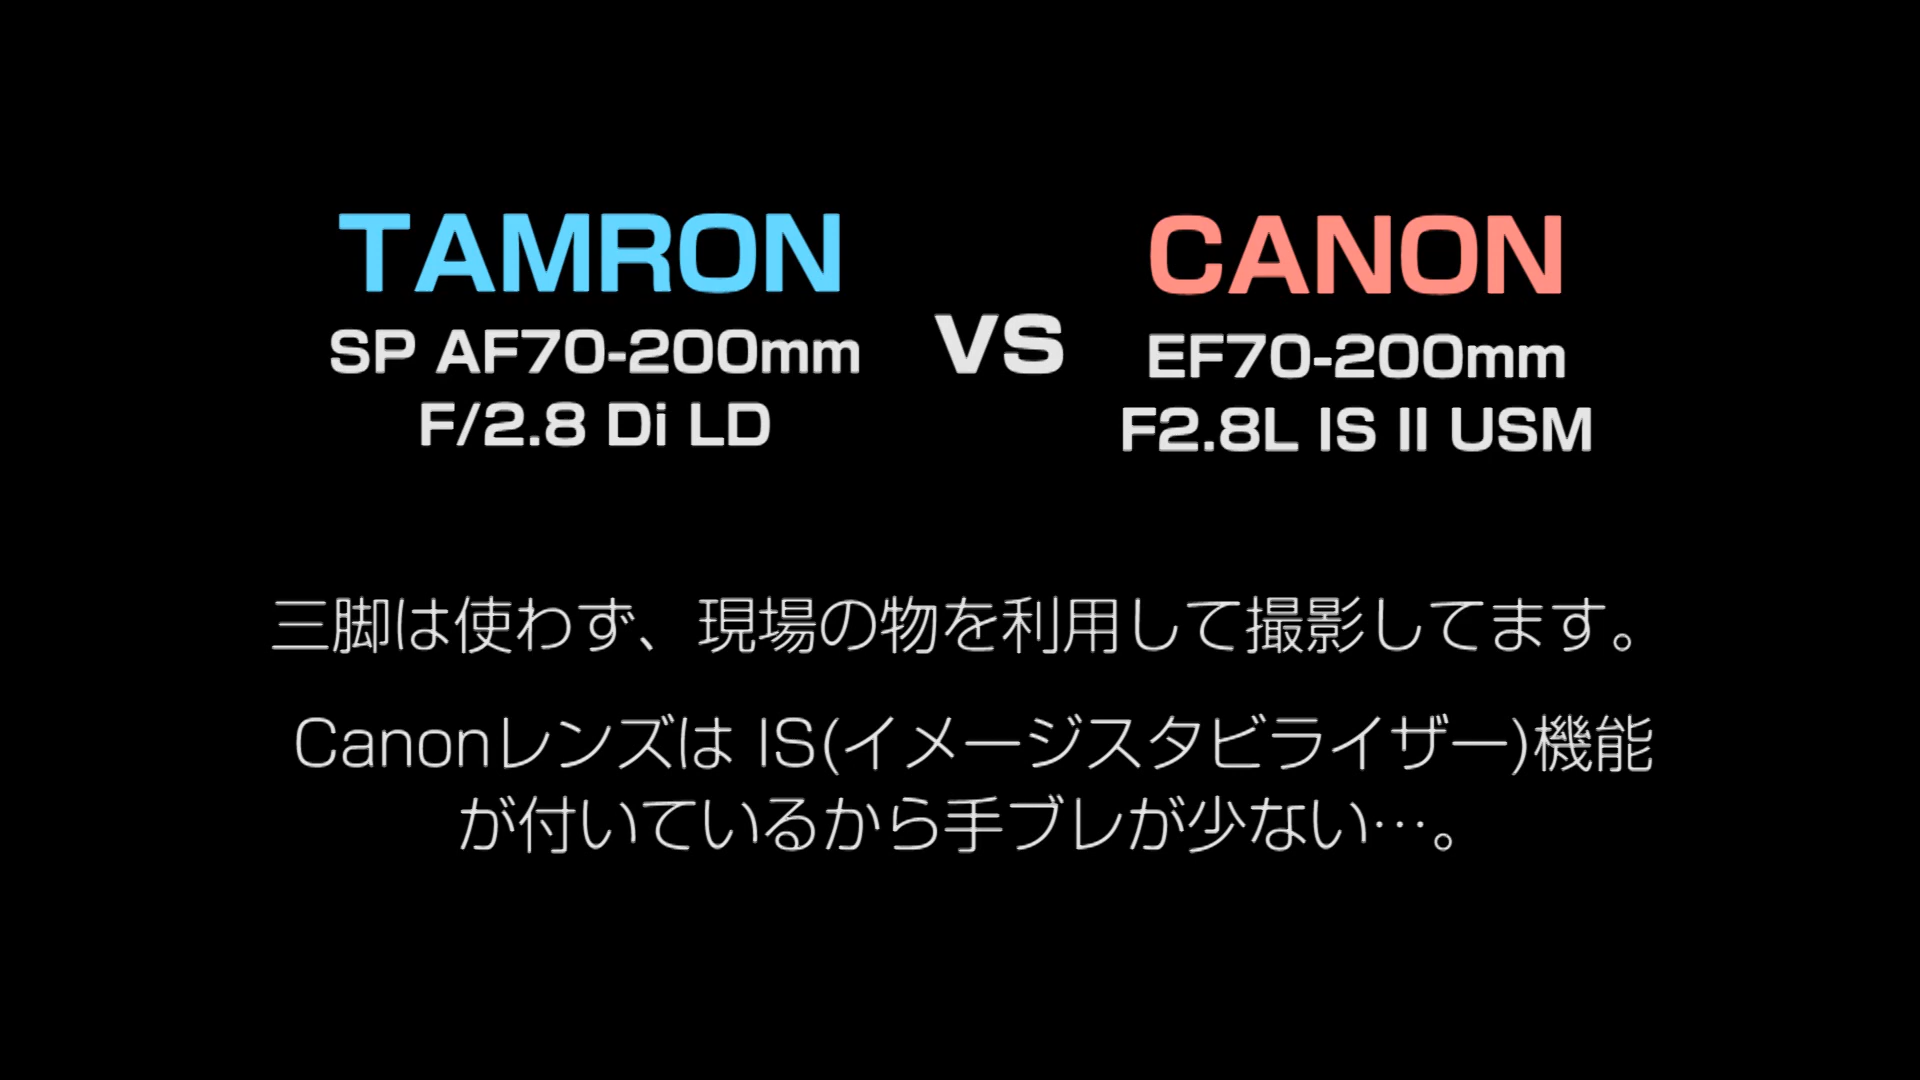 TAMRON
SP AF70-200mm
F/2.8 Di LD
VS
CANON
EF70-200mm
F2.8L IS II USM
三脚は使わず、現場の物を利用して撮影してます。
Canonレンズは IS(イメージスタビライザー)機能
が付いているから手ブレが少ない…。